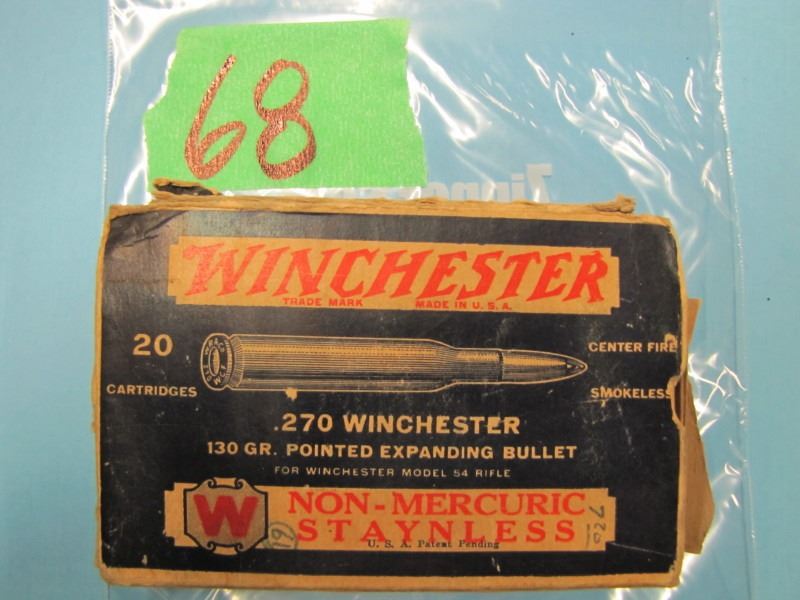 68
WINCHESTER
TRADE MARK MADE IN U.S.A.
20
CARTRIDGES
CENTER FIRE
SMOKELESS
.270 WINCHESTER
130 GR. POINTED EXPANDING BULLET
FOR WINCHESTER MODEL 54 RIFLE
W
NON-MERCURIC
STAYNLESS
U. S. A. Patent Pending
19